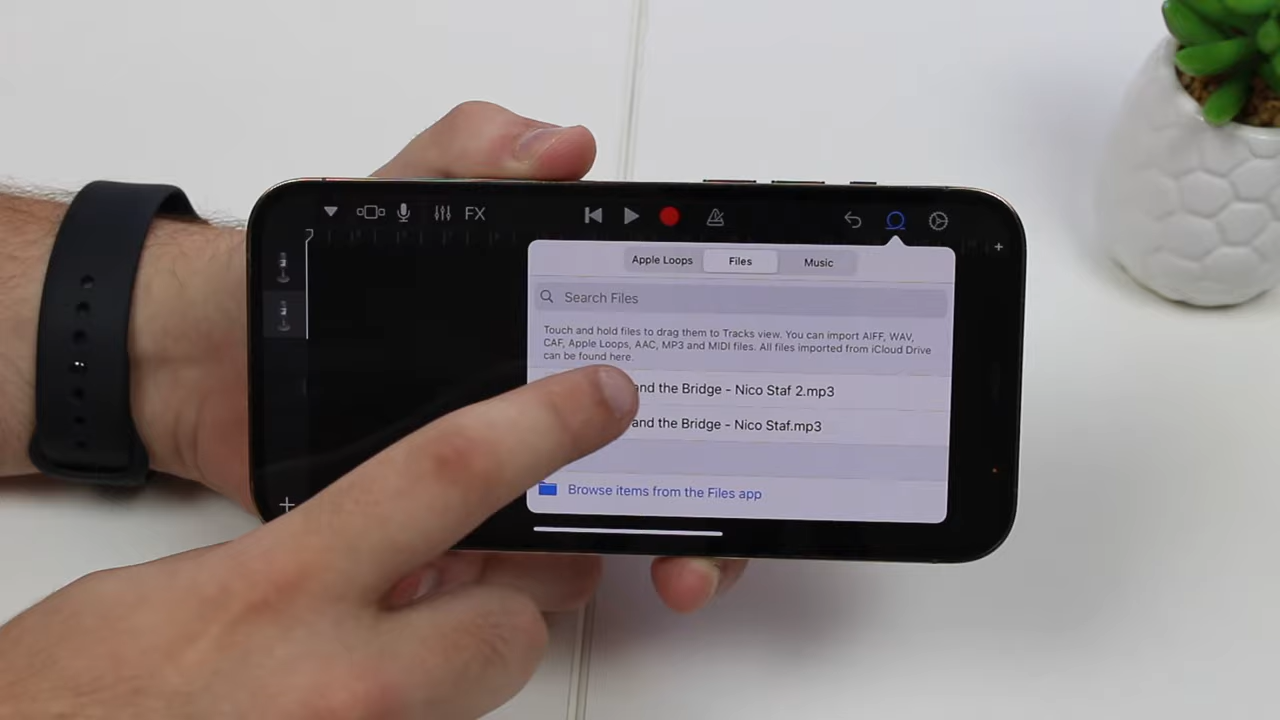 FX
Apple Loops
Files
Music
Search Files
Touch and hold files to drag them to Tracks view. You can import AIFF, WAV,
CAF, Apple Loops, AAC, MP3 and MIDI files. All files imported from iCloud Drive
can be found here.
and the Bridge - Nico Staf 2.mp3
and the Bridge - Nico Staf.mp3
Browse items from the Files app